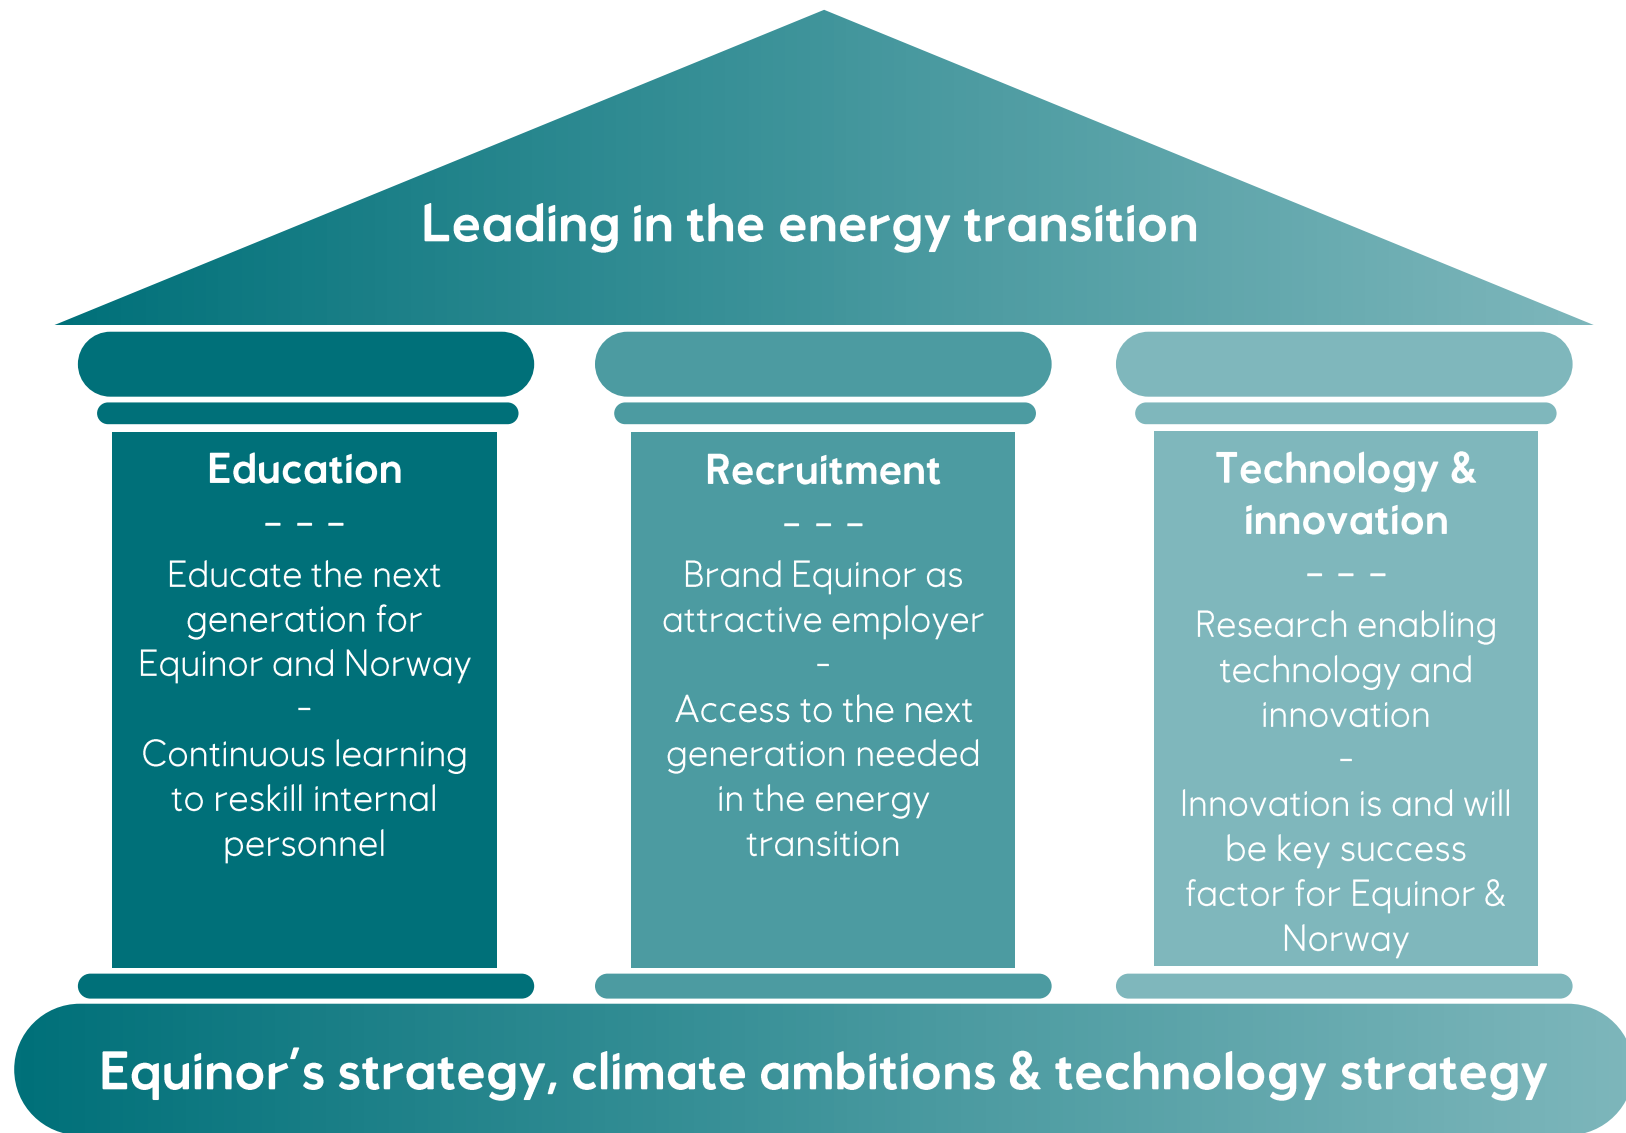 Leading in the energy transition
Education
- - -
Educate the next
generation for
Equinor and Norway
-
Continuous learning
to reskill internal
personnel
Recruitment
- - -
Brand Equinor as
attractive employer
-
Access to the next
generation needed
in the energy
transition
Technology &
innovation
- - -
Research enabling
technology and
innovation
-
Innovation is and will
be key success
factor for Equinor &
Norway
Equinor’s strategy, climate ambitions & technology strategy